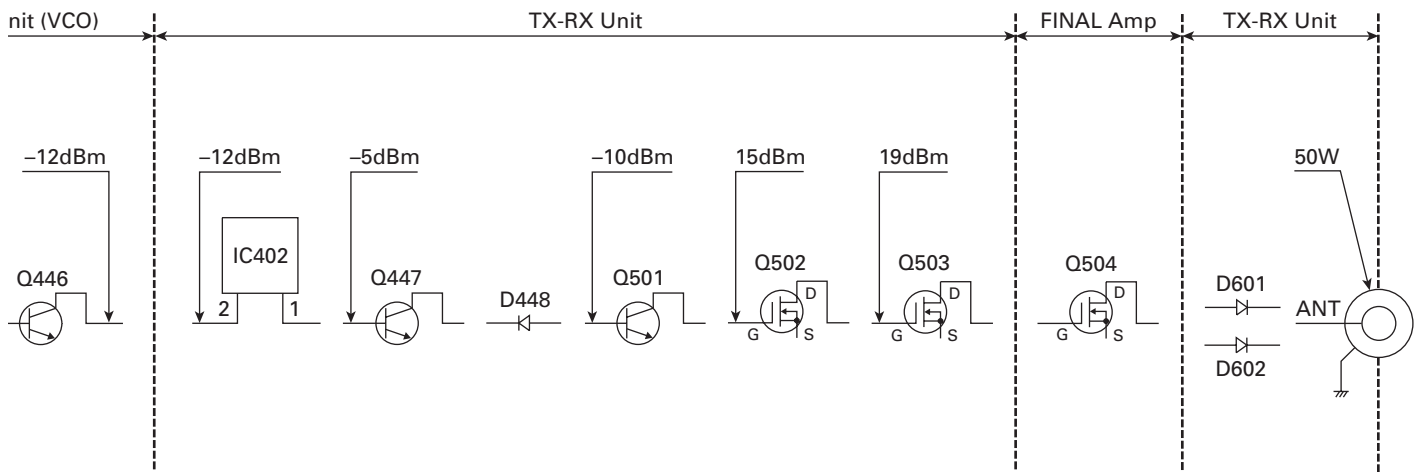 nit (VCO)
TX-RX Unit
FINAL Amp
TX-RX Unit
–12dBm
–12dBm
–5dBm
–10dBm
15dBm
19dBm
50W
IC402
Q446
2
1
Q447
D448
Q501
Q502
D
G
S
Q503
D
G
S
Q504
D
G
S
D601
D602
ANT